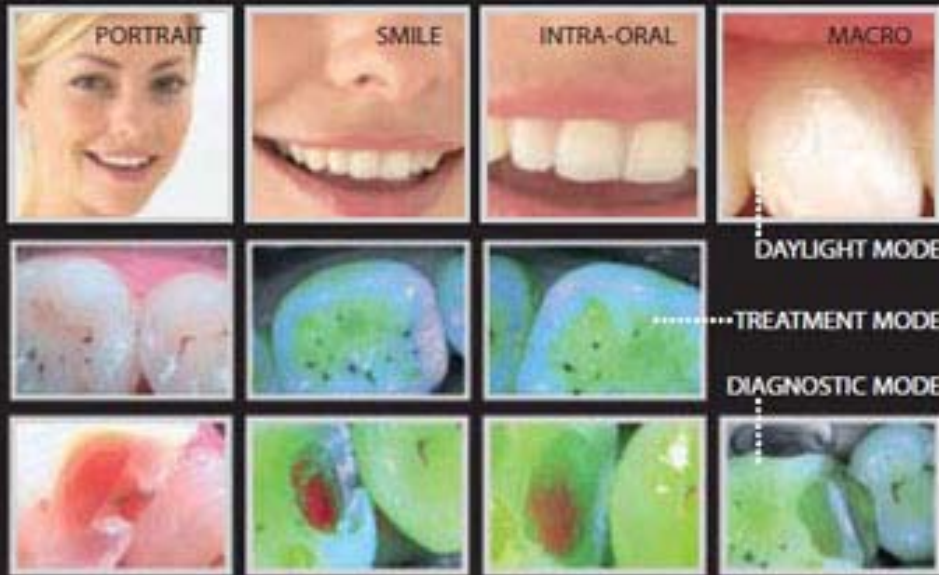 PORTRAIT
SMILE
INTRA-ORAL
MACRO
DAYLIGHT MODE
TREATMENT MODE
DIAGNOSTIC MODE